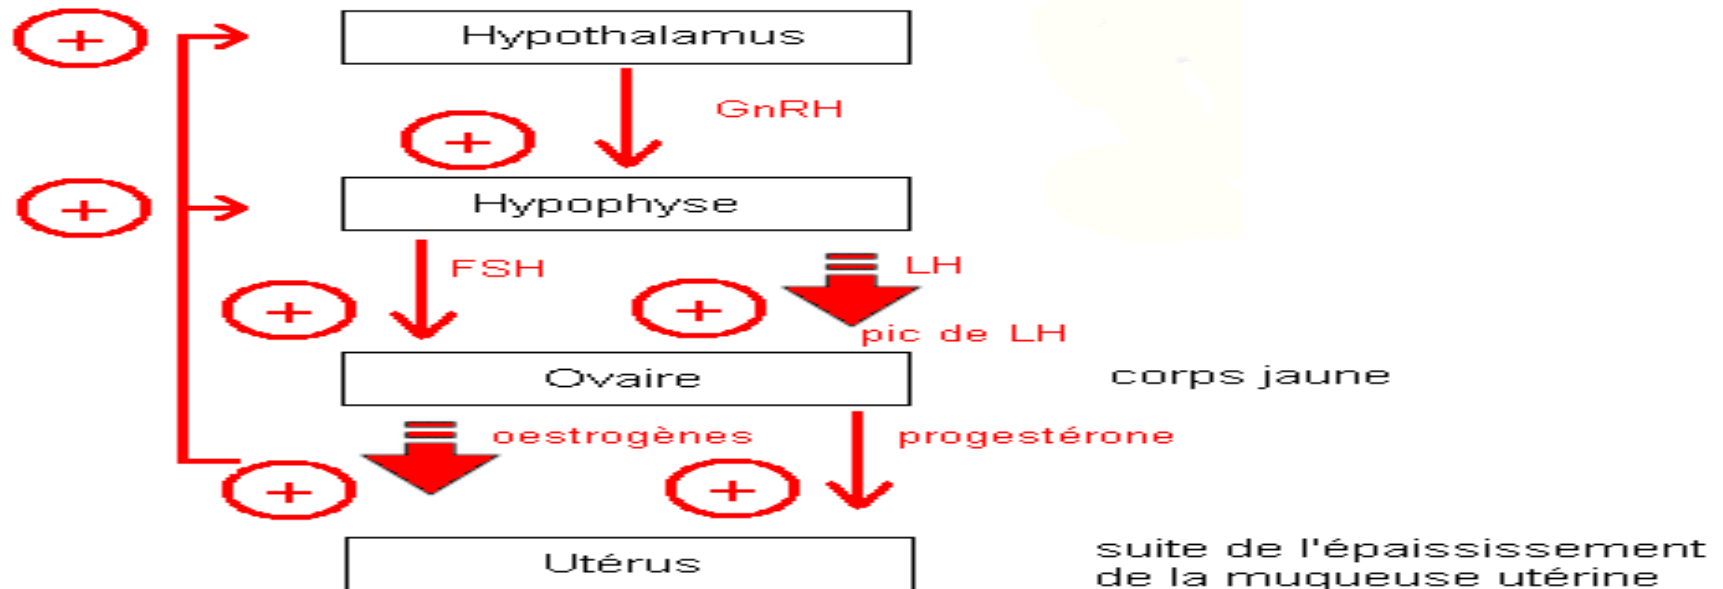 +
Hypothalamus
GnRH
+
+
Hypophyse
FSH
LH
+
+
pic de LH
Ovaire
corps jaune
oestrogènes
progestérone
+
+
Utérus
suite de l'épaississement
de la muqueuse utérine